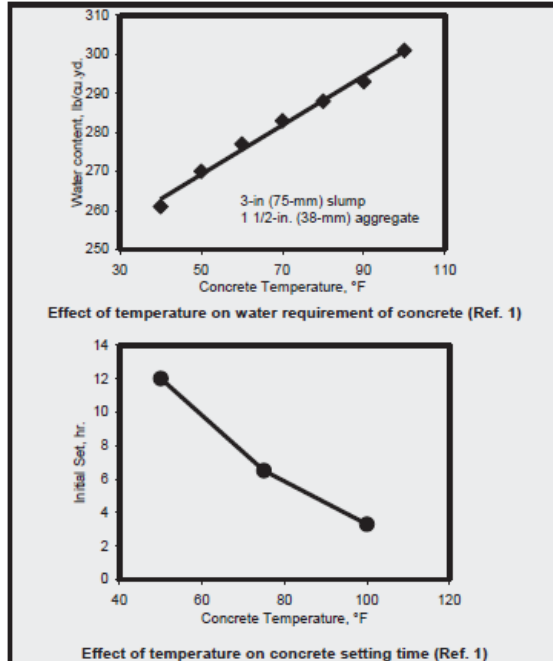 310
300
290
280
270
260
250
Water content, lb/cu.yd.
3-in (75-mm) slump
1 1/2-in. (38-mm) aggregate
30 50 70 90 110
Concrete Temperature, °F
Effect of temperature on water requirement of concrete (Ref. 1)
14
12
10
8
6
4
2
0
Initial Set, hr.
40 60 80 100 120
Concrete Temperature, °F
Effect of temperature on concrete setting time (Ref. 1)